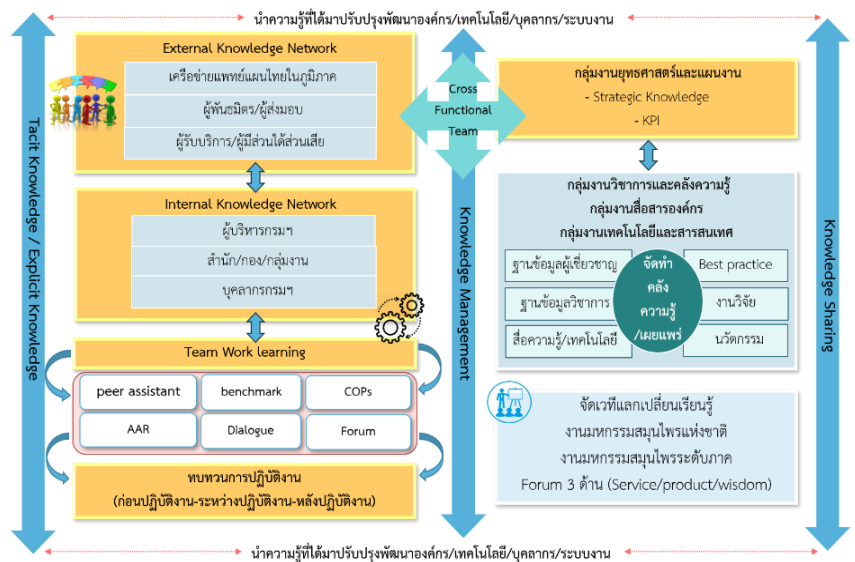 นำความรู้ที่ได้มาปรับปรุงพัฒนาองค์กร/เทคโนโลยี/บุคลากร/ระบบงาน
Tacit Knowledge / Explicit Knowledge
External Knowledge Network
เครือข่ายแพทย์แผนไทยในภูมิภาค
ผู้พันธมิตร/ผู้ส่งมอบ
ผู้รับบริการ/ผู้มีส่วนได้ส่วนเสีย
Internal Knowledge Network
ผู้บริหารกรมฯ
สำนัก/กอง/กลุ่มงาน
บุคลากรกรมฯ
Team Work learning
peer assistant
benchmark
COPs
AAR
Dialogue
Forum
ทบทวนการปฏิบัติงาน
(ก่อนปฏิบัติงาน-ระหว่างปฏิบัติงาน-หลังปฏิบัติงาน)
Cross
Functional
Team
Knowledge Management
กลุ่มงานยุทธศาสตร์และแผนงาน
- Strategic Knowledge
- KPI
กลุ่มงานวิชาการและคลังความรู้
กลุ่มงานสื่อสารองค์กร
กลุ่มงานเทคโนโลยีและสารสนเทศ
ฐานข้อมูลผู้เชี่ยวชาญ
ฐานข้อมูลวิชาการ
สื่อความรู้/เทคโนโลยี
จัดทำ
คลัง
ความรู้
/เผยแพร่
Best practice
งานวิจัย
นวัตกรรม
จัดเวทีแลกเปลี่ยนเรียนรู้
งานมหกรรมสมุนไพรแห่งชาติ
งานมหกรรมสมุนไพรระดับภาค
Forum 3 ด้าน (Service/product/wisdom)
Knowledge Sharing
นำความรู้ที่ได้มาปรับปรุงพัฒนาองค์กร/เทคโนโลยี/บุคลากร/ระบบงาน